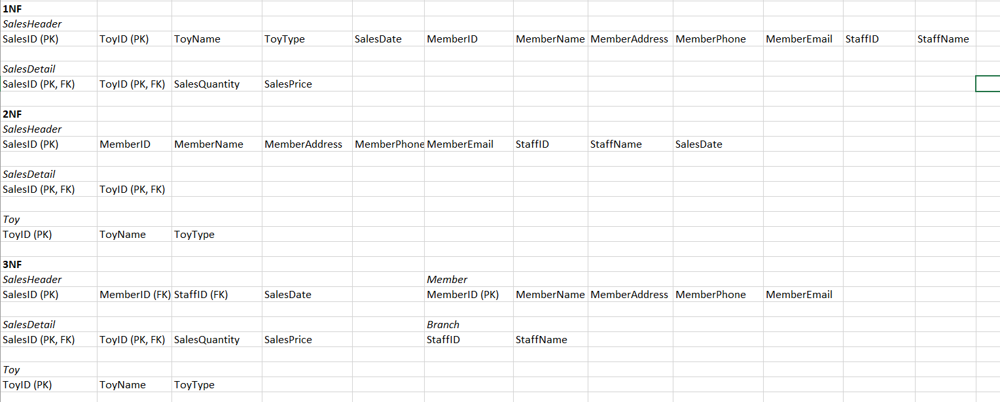 1NF
SalesHeader
SalesID (PK) ToyID (PK) ToyName ToyType SalesDate MemberID MemberName MemberAddress MemberPhone MemberEmail StaffID StaffName
SalesDetail
SalesID (PK, FK) ToyID (PK, FK) SalesQuantity SalesPrice
2NF
SalesHeader
SalesID (PK) MemberID MemberName MemberAddress MemberPhone MemberEmail StaffID StaffName SalesDate
SalesDetail
SalesID (PK, FK) ToyID (PK, FK)
Toy
ToyID (PK) ToyName ToyType
3NF
SalesHeader Member
SalesID (PK) MemberID (FK) StaffID (FK) SalesDate MemberID (PK) MemberName MemberAddress MemberPhone MemberEmail
SalesDetail Branch
SalesID (PK, FK) ToyID (PK, FK) SalesQuantity SalesPrice StaffID StaffName
Toy
ToyID (PK) ToyName ToyType